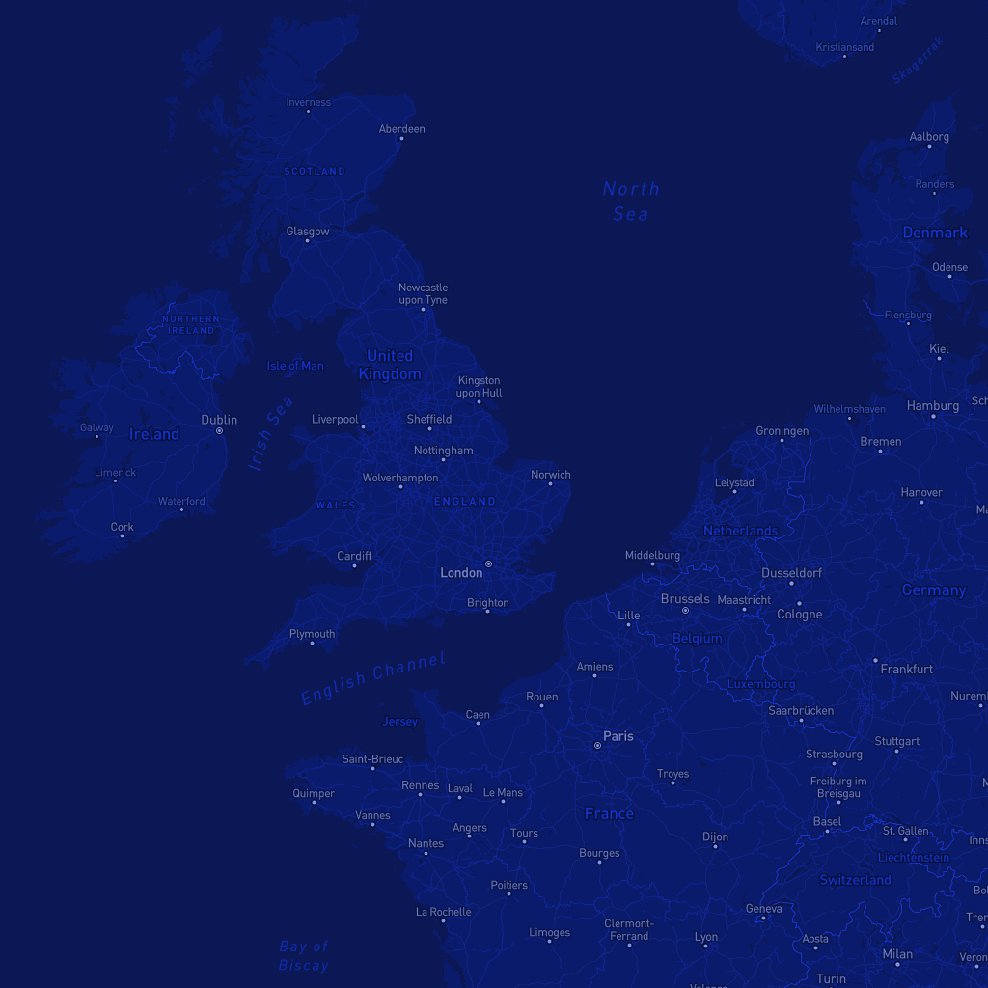 Arendal
Kristiansand
Skagerrak
Inverness
Aberdeen
Aalborg
SCOTLAND
Randers
North
Sea
Glasgow
Denmark
Odense
Newcastle
upon Tyne
NORTHERN
IRELAND
Flensburg
United
Kingdom
Isle of Man
Kingston
upon Hull
Wilhelmshaven
Hamburg
Dublin
Liverpool
Sheffield
Irish Sea
Galway
Ireland
Groningen
Bremen
Nottingham
Limerick
Wolverhampton
Norwich
Lelystad
Hanover
Waterford
WALES
ENGLAND
Cork
Netherlands
Cardiff
Middelburg
London
Dusseldorf
Germany
Brighton
Brussels
Maastricht
Lille
Cologne
Plymouth
Belgium
English Channel
Amiens
Frankfurt
Luxembourg
Rouen
Nurem
Caen
Saarbrücken
Jersey
Paris
Stuttgart
Saint-Brieuc
Strasbourg
Troyes
Quimper
Rennes
Laval
Le Mans
Freiburg im
Breisgau
Vannes
France
Basel
Angers
Tours
St. Gallen
Nantes
Dijon
Bourges
Liechtenstein
Switzerland
Poitiers
La Rochelle
Geneva
Clermont-
Ferrand
Limoges
Lyon
Aosta
Bay of
Biscay
Milan
Turin